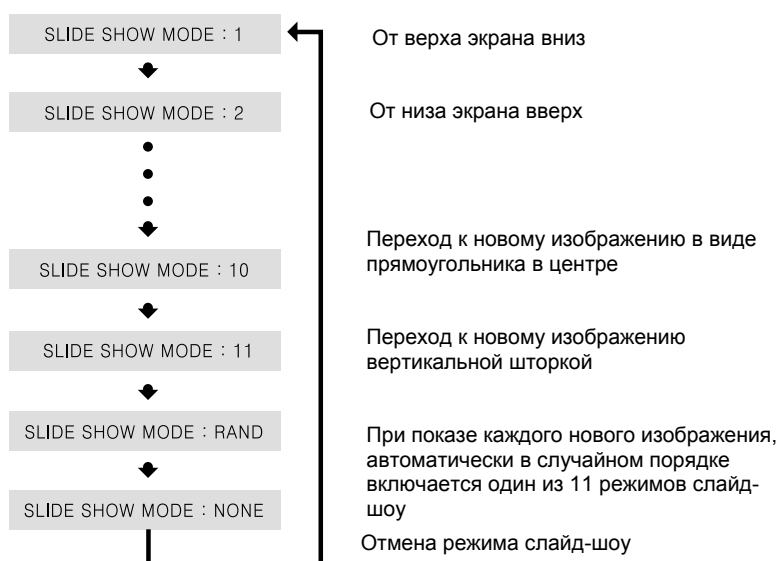 SLIDE SHOW MODE : 1
От верха экрана вниз
SLIDE SHOW MODE : 2
От низа экрана вверх
SLIDE SHOW MODE : 10
Переход к новому изображению в виде
прямоугольника в центре
SLIDE SHOW MODE : 11
Переход к новому изображению
вертикальной шторкой
SLIDE SHOW MODE : RAND
При показе каждого нового изображения,
автоматически в случайном порядке
включается один из 11 режимов слайд-
шоу
SLIDE SHOW MODE : NONE
Отмена режима слайд-шоу